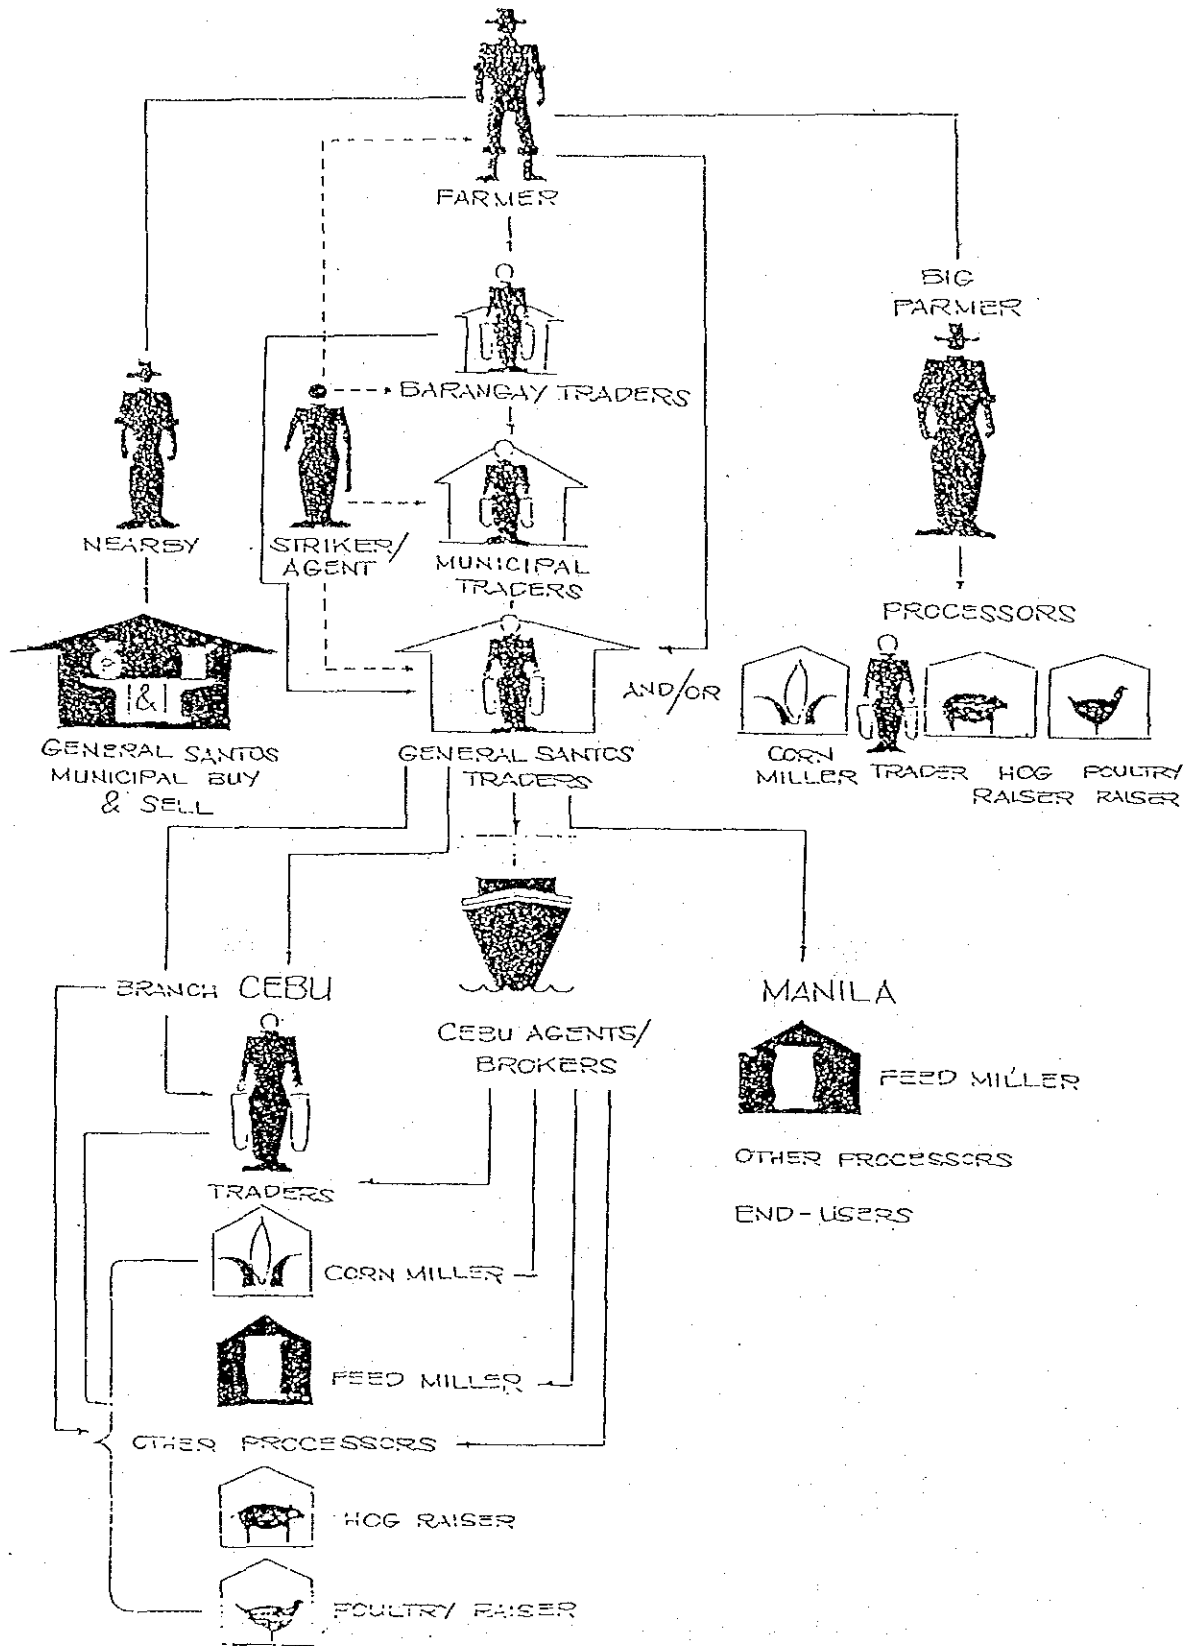 FARMER
BIG
FARMER
BARANGAY TRADERS
NEARBY
STRIKER/
AGENT
MUNICIPAL
TRADERS
PROCESSORS
P
&
AND/OR
GENERAL SANTOS
MUNICIPAL BUY
& SELL
GENERAL SANTOS
TRADERS
CORN
MILLER
TRADER
HOG
RAISER
POULTRY
RAISER
BRANCH
CEBU
CEBU AGENTS/
BROKERS
MANILA
FEED MILLER
OTHER PROCESSORS
END-USERS
TRADERS
CORN MILLER
FEED MILLER
OTHER PROCESSORS
HOG RAISER
POULTRY RAISER